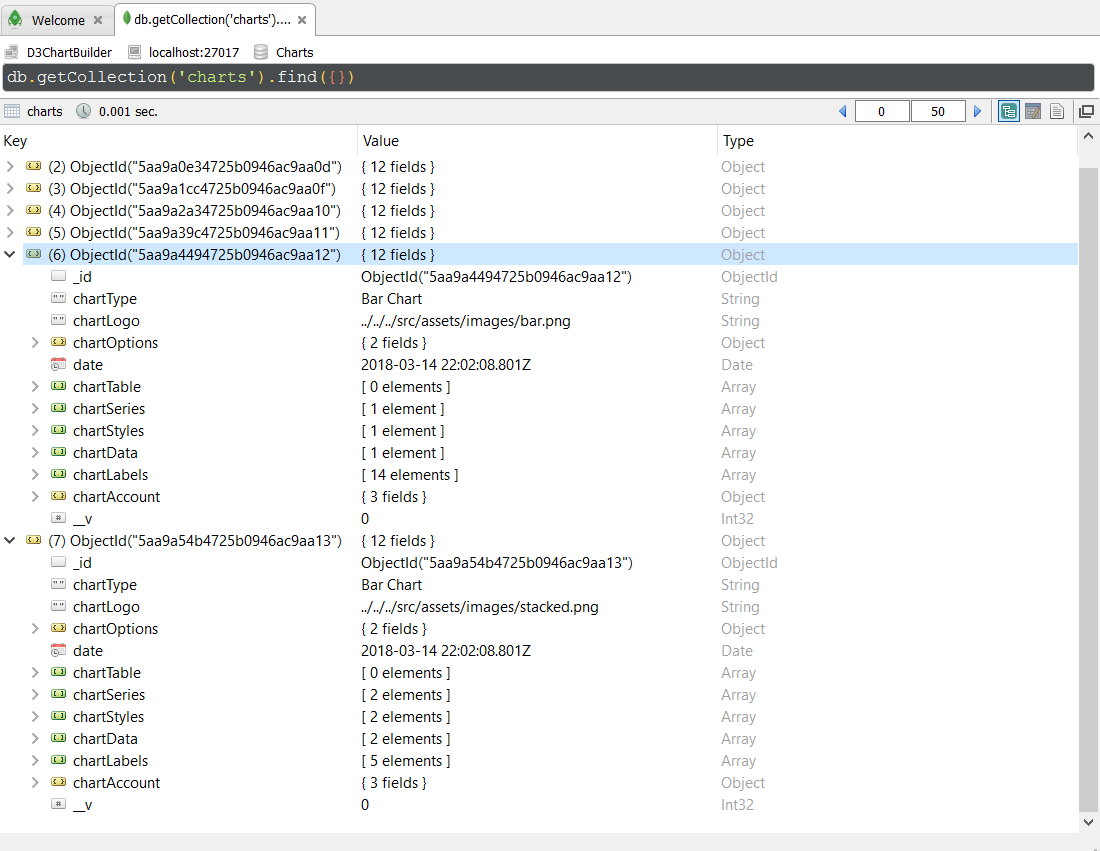 Welcome db.getCollection('charts')....
D3ChartBuilder localhost:27017 Charts
db.getCollection('charts').find({})
charts 0.001 sec. 0 50
Key Value Type
(2) ObjectId("5aa9a0e34725b0946ac9aa0d") { 12 fields } Object
(3) ObjectId("5aa9a1cc4725b0946ac9aa0f") { 12 fields } Object
(4) ObjectId("5aa9a2a34725b0946ac9aa10") { 12 fields } Object
(5) ObjectId("5aa9a39c4725b0946ac9aa11") { 12 fields } Object
(6) ObjectId("5aa9a4494725b0946ac9aa12") { 12 fields } Object
_id ObjectId("5aa9a4494725b0946ac9aa12") ObjectId
chartType Bar Chart String
chartLogo ../../../src/assets/images/bar.png String
chartOptions { 2 fields } Object
date 2018-03-14 22:02:08.801Z Date
chartTable [ 0 elements ] Array
chartSeries [ 1 element ] Array
chartStyles [ 1 element ] Array
chartData [ 1 element ] Array
chartLabels [ 14 elements ] Array
chartAccount { 3 fields } Object
__v 0 Int32
(7) ObjectId("5aa9a54b4725b0946ac9aa13") { 12 fields } Object
_id ObjectId("5aa9a54b4725b0946ac9aa13") ObjectId
chartType Bar Chart String
chartLogo ../../../src/assets/images/stacked.png String
chartOptions { 2 fields } Object
date 2018-03-14 22:02:08.801Z Date
chartTable [ 0 elements ] Array
chartSeries [ 2 elements ] Array
chartStyles [ 2 elements ] Array
chartData [ 2 elements ] Array
chartLabels [ 5 elements ] Array
chartAccount { 3 fields } Object
__v 0 Int32